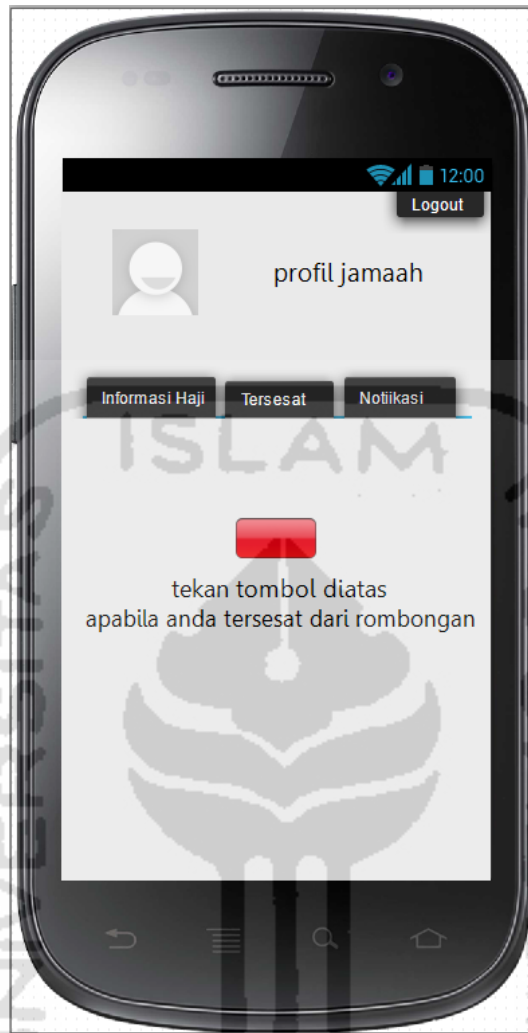 12:00
Logout
profil jamaah
Informasi Haji Tersesat Notiikasi
ISLAM
tekan tombol diatas
apabila anda tersesat dari rombongan